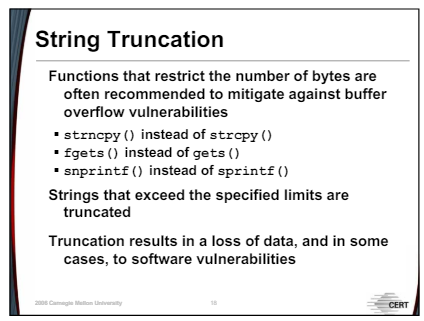 String Truncation
Functions that restrict the number of bytes are
often recommended to mitigate against buffer
overflow vulnerabilities
▪ strncpy() instead of strcpy()
▪ fgets() instead of gets()
▪ snprintf() instead of sprintf()
Strings that exceed the specified limits are
truncated
Truncation results in a loss of data, and in some
cases, to software vulnerabilities
Carnegie Mellon University
CERT